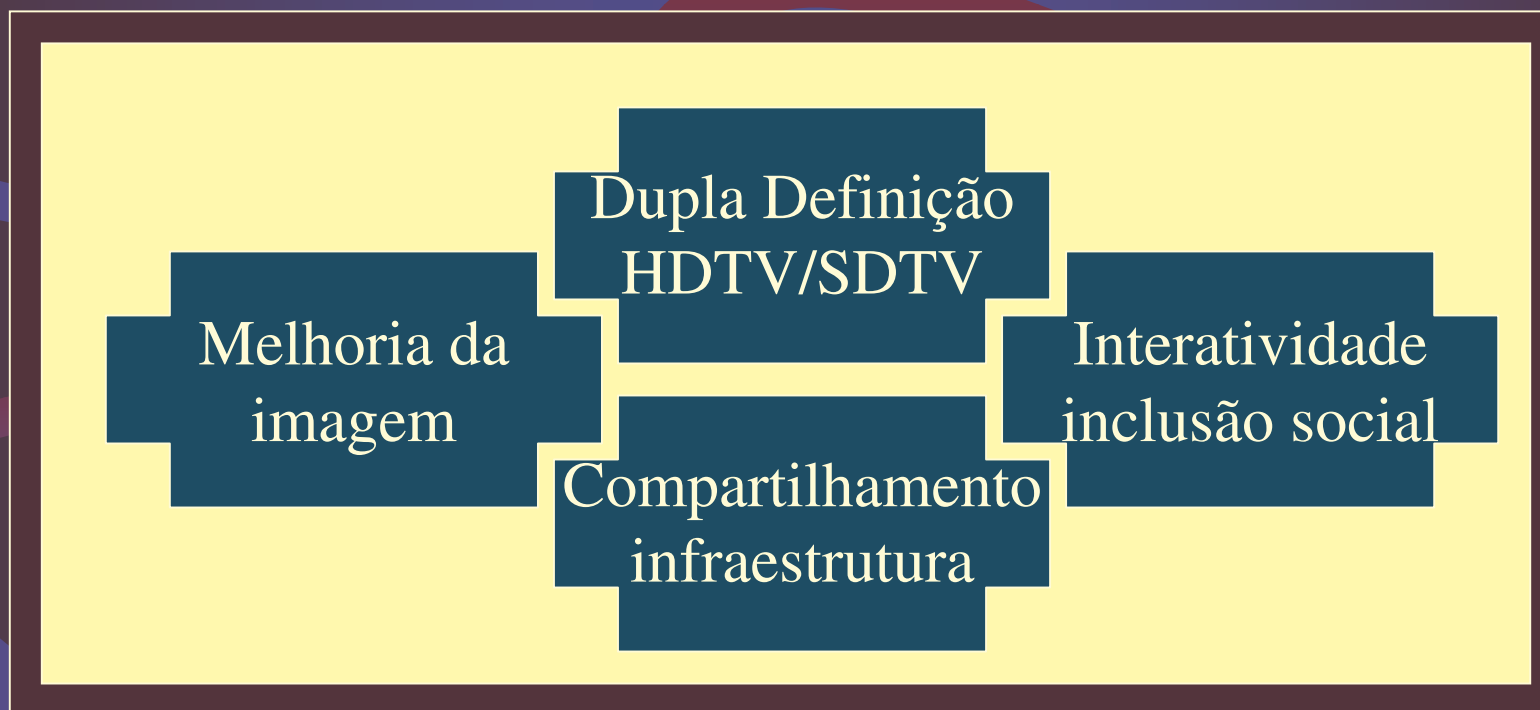 Dupla Definição
HDTV/SDTV
Melhoria da
imagem
Interatividade
inclusão social
Compartilhamento
infraestrutura